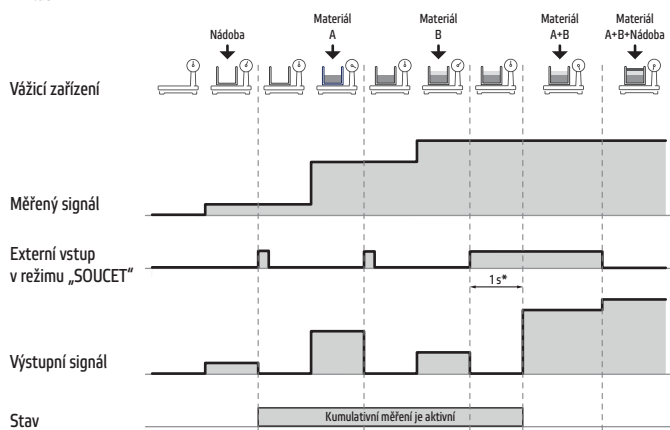 Nádoba
Materiál
A
Materiál
B
Materiál
A+B
Materiál
A+B+Nádoba
Vážicí zařízení
Měřený signál
Externí vstup
v režimu „SOUCET“
1 s*
Výstupní signál
Stav
Kumulativní měření je aktivní